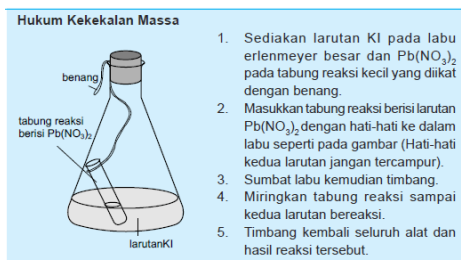 Hukum Kekekalan Massa
benang
tabung reaksi
berisi Pb(NO₃)₂
larutanKI
1. Sediakan larutan KI pada labu
erlenmeyer besar dan Pb(NO₃)₂
pada tabung reaksi kecil yang diikat
dengan benang.
2. Masukkan tabung reaksi berisi larutan
Pb(NO₃)₂ dengan hati-hati ke dalam
labu seperti pada gambar (Hati-hati
kedua larutan jangan tercampur).
3. Sumbat labu kemudian timbang.
4. Miringkan tabung reaksi sampai
kedua larutan bereaksi.
5. Timbang kembali seluruh alat dan
hasil reaksi tersebut.